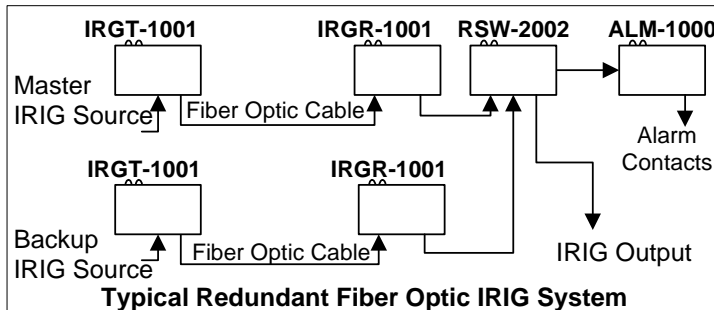 IRGT-1001 IRGR-1001 RSW-2002 ALM-1000
Master
IRIG Source
Fiber Optic Cable
Alarm
Contacts
IRGT-1001 IRGR-1001
Backup
IRIG Source
Fiber Optic Cable
IRIG Output
Typical Redundant Fiber Optic IRIG System